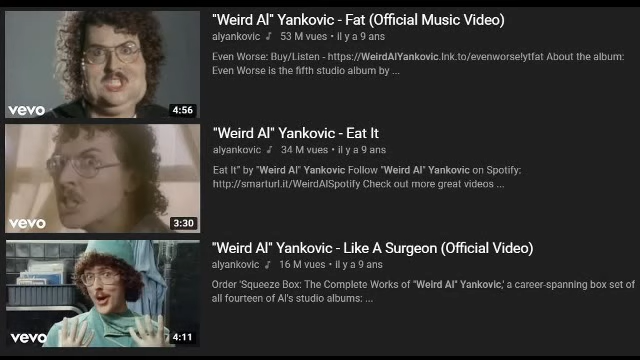 "Weird Al" Yankovic - Fat (Official Music Video)
alyankovic ♪ 53 M vues • il y a 9 ans
Even Worse: Buy/Listen - https://WeirdAlYankovic.lnk.to/evenworse!ytfat About the album:
Even Worse is the fifth studio album by ...
vevo
4:56
"Weird Al" Yankovic - Eat It
alyankovic ♪ 34 M vues • il y a 9 ans
Eat It" by "Weird Al" Yankovic Follow "Weird Al" Yankovic on Spotify:
http://smarturl.it/WeirdAlSpotify Check out more great videos ...
vevo
3:30
"Weird Al" Yankovic - Like A Surgeon (Official Video)
alyankovic ♪ 16 M vues • il y a 9 ans
Order 'Squeeze Box: The Complete Works of "Weird Al" Yankovic,' a career-spanning box set of
all fourteen of Al's studio albums: ...
vevo
4:11